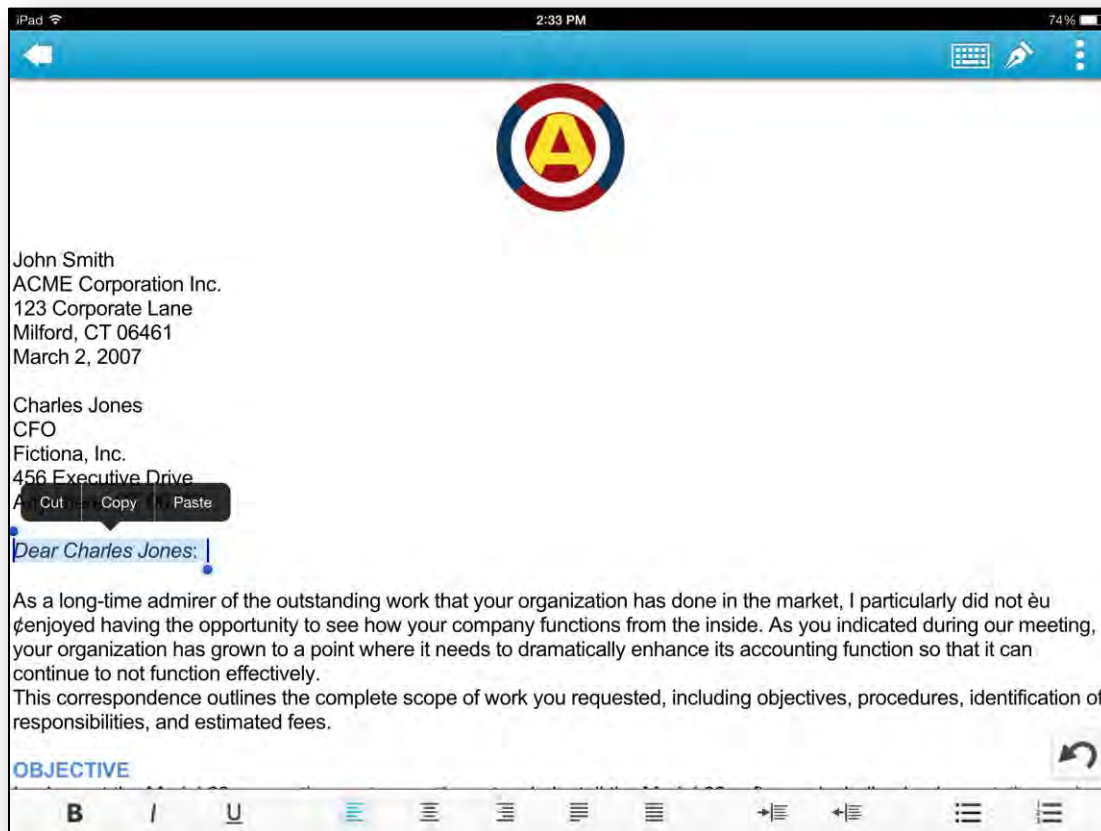 iPad
2:33 PM
74%
A
John Smith
ACME Corporation Inc.
123 Corporate Lane
Milford, CT 06461
March 2, 2007
Charles Jones
CFO
Fictiona, Inc.
456 Executive Drive
Cut Copy Paste
Dear Charles Jones:
As a long-time admirer of the outstanding work that your organization has done in the market, I particularly did not èu
¢enjoyed having the opportunity to see how your company functions from the inside. As you indicated during our meeting,
your organization has grown to a point where it needs to dramatically enhance its accounting function so that it can
continue to not function effectively.
This correspondence outlines the complete scope of work you requested, including objectives, procedures, identification of
responsibilities, and estimated fees.
OBJECTIVE
B I U